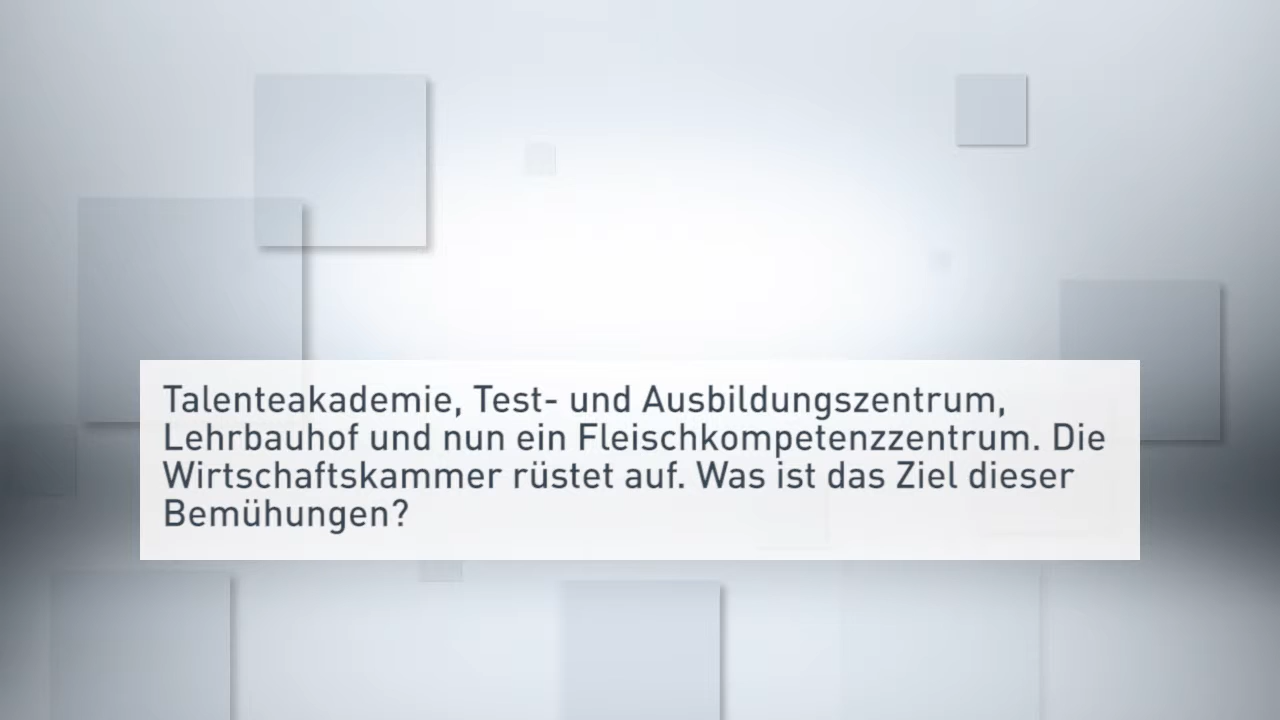 Talenteakademie, Test- und Ausbildungszentrum,
Lehrbauhof und nun ein Fleischkompetenzzentrum. Die
Wirtschaftskammer rüstet auf. Was ist das Ziel dieser
Bemühungen?